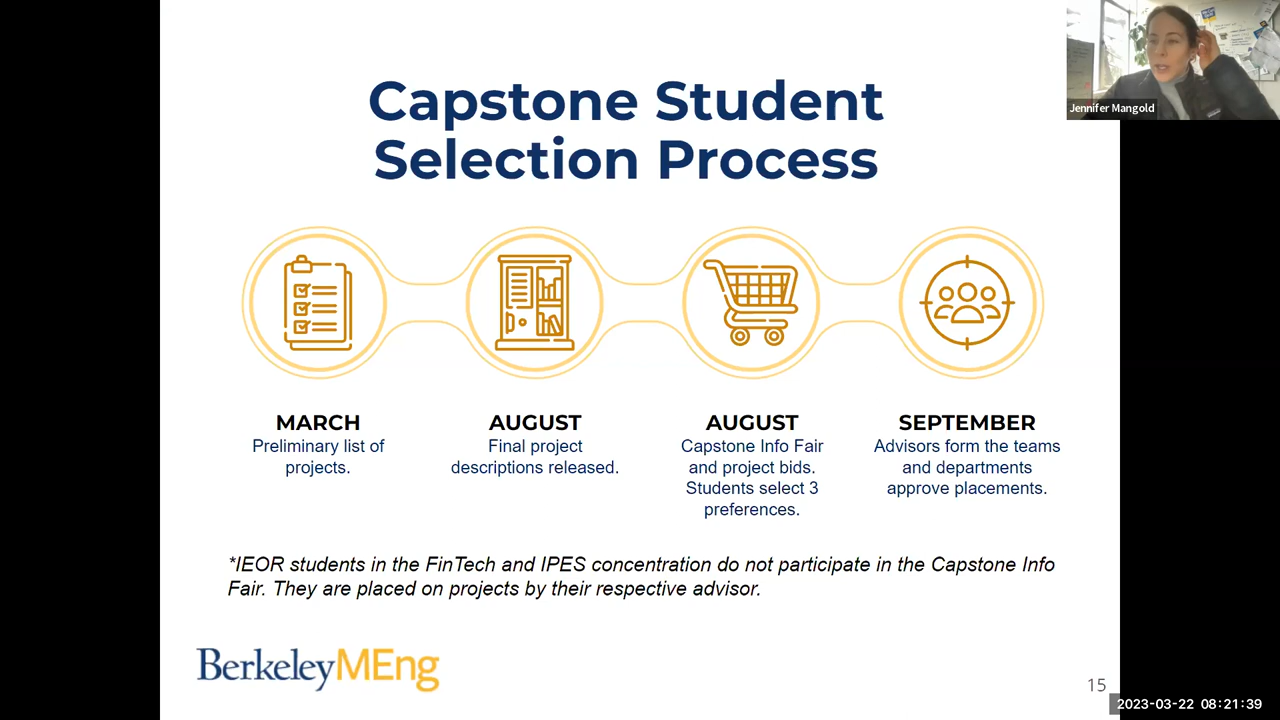 Capstone Student
Selection Process
Jennifer Mangold
MARCH
Preliminary list of
projects.
AUGUST
Final project
descriptions released.
AUGUST
Capstone Info Fair
and project bids.
Students select 3
preferences.
SEPTEMBER
Advisors form the teams
and departments
approve placements.
*IEOR students in the FinTech and IPES concentration do not participate in the Capstone Info
Fair. They are placed on projects by their respective advisor.
BerkeleyMEng
15
2023-03-22 08:21:39